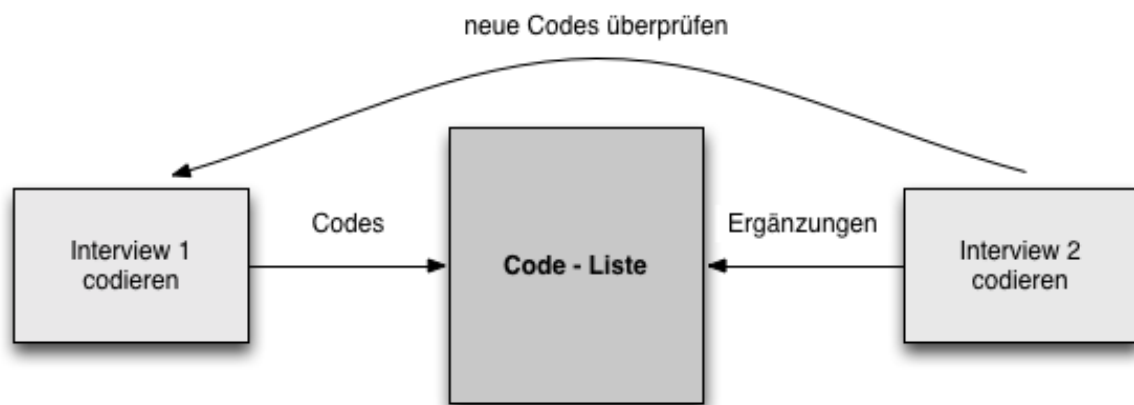 neue Codes überprüfen
Codes
Ergänzungen
Interview 1
codieren
Code - Liste
Interview 2
codieren